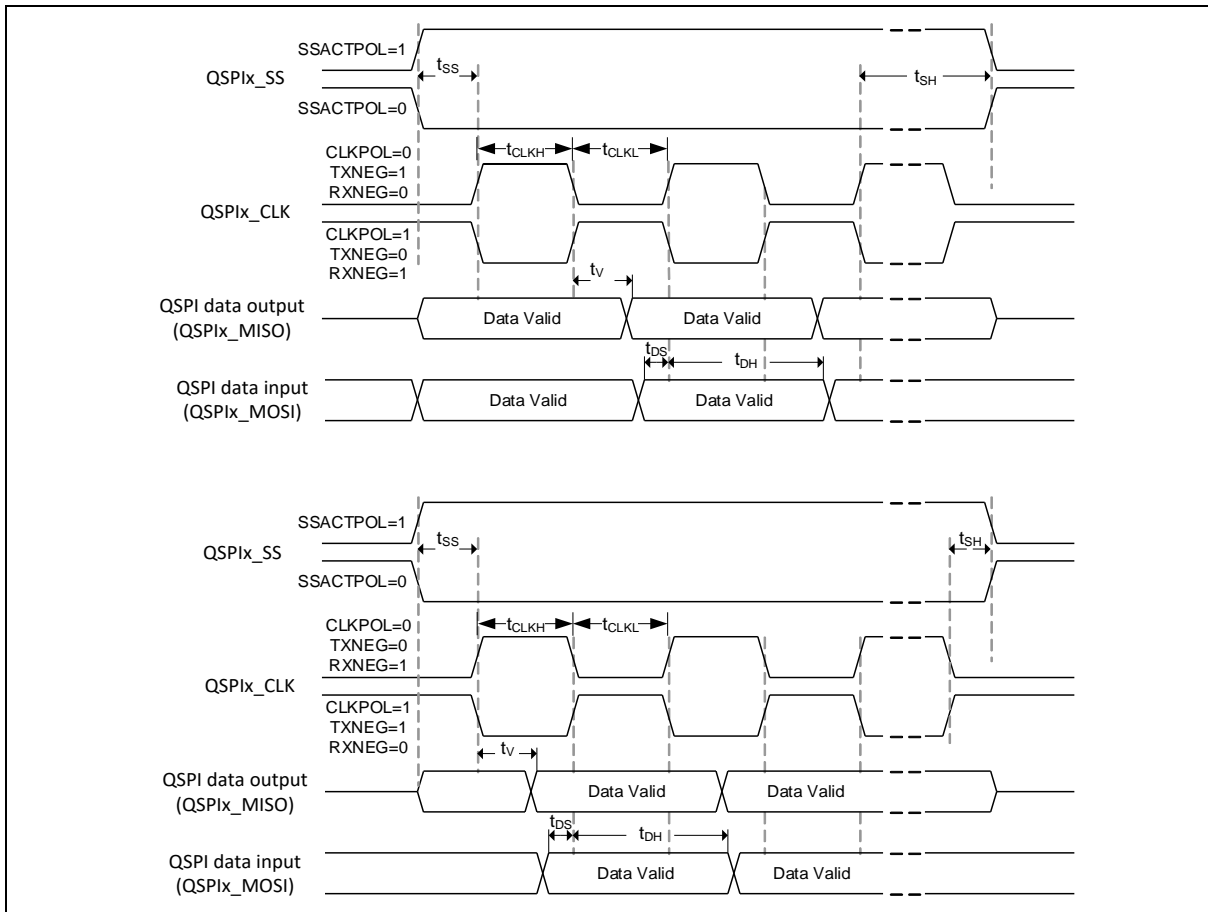 SSACTPOL=1
QSPIx_SS
SSACTPOL=0
tSS
tSH
CLKPOL=0
TXNEG=1
RXNEG=0
QSPIx_CLK
CLKPOL=1
TXNEG=0
RXNEG=1
tCLKH
tCLKL
tV
QSPI data output
(QSPIx_MISO)
Data Valid
Data Valid
tDS
tDH
QSPI data input
(QSPIx_MOSI)
Data Valid
Data Valid
SSACTPOL=1
QSPIx_SS
SSACTPOL=0
tSS
tSH
CLKPOL=0
TXNEG=0
RXNEG=1
QSPIx_CLK
CLKPOL=1
TXNEG=1
RXNEG=0
tCLKH
tCLKL
tV
QSPI data output
(QSPIx_MISO)
Data Valid
Data Valid
tDS
tDH
QSPI data input
(QSPIx_MOSI)
Data Valid
Data Valid